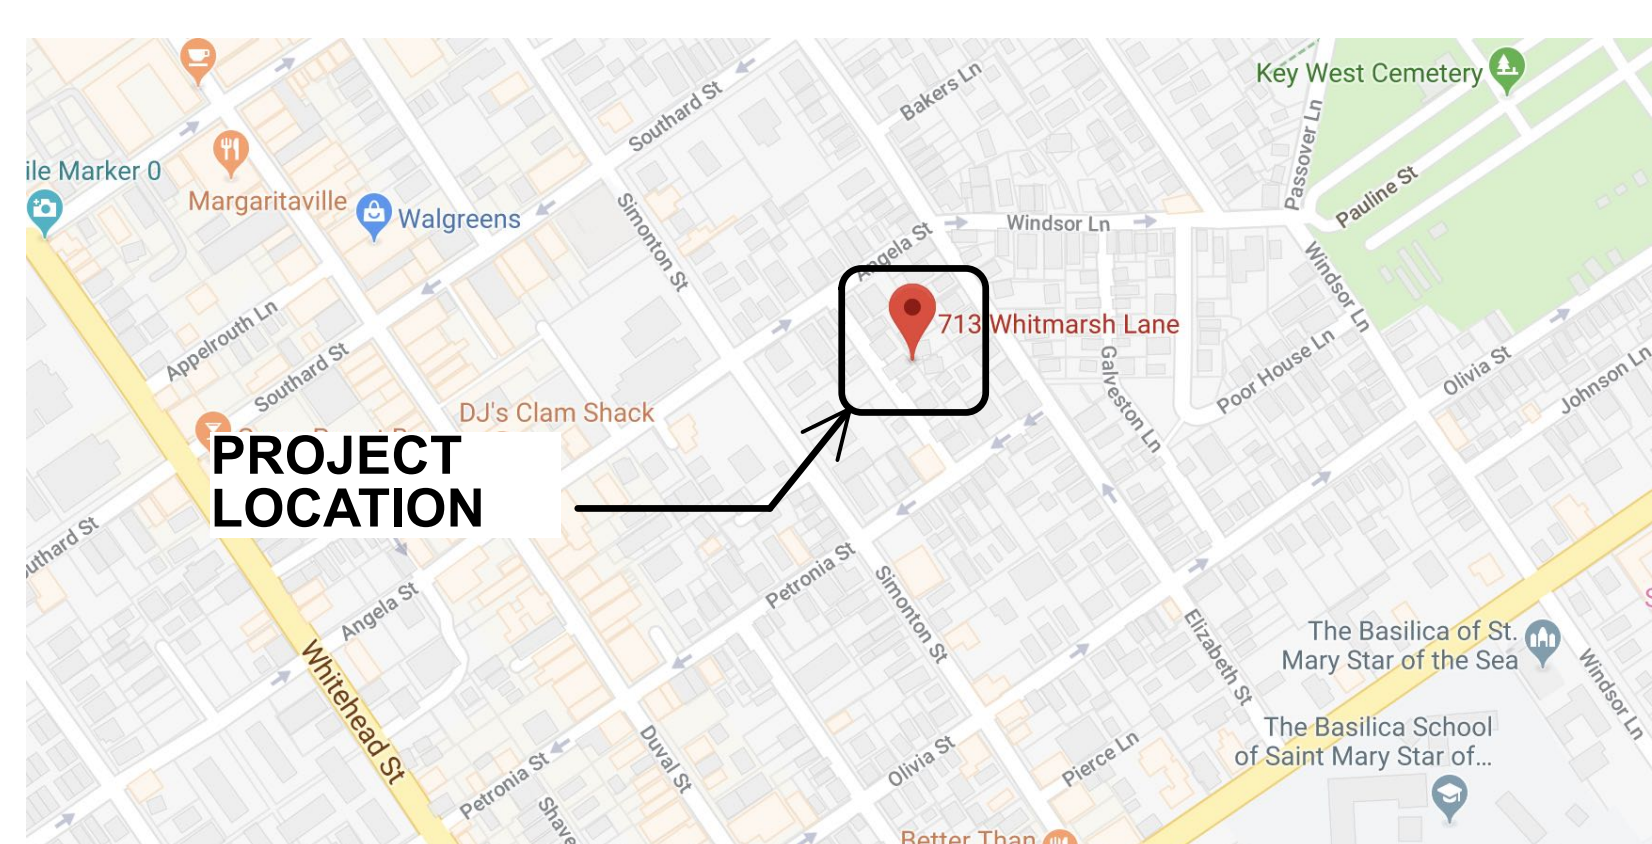 Key West Cemetery
Bakers Ln
Southard St
Passover Ln
ile Marker 0
Margaritaville
Walgreens
Pauline St
Simonton St
Windsor Ln
Angela St
Windsor Ln
713 Whitmarsh Lane
Appelrouth Ln
Southard St
Galveston Ln
Poor House Ln
Olivia St
Johnson Ln
DJ's Clam Shack
PROJECT
LOCATION
uthard St
Petronia St
Simonton St
Angela St
Elizabeth St
The Basilica of St.
Mary Star of the Sea
Windsor Ln
Whitehead St
Duval St
The Basilica School
of Saint Mary Star of...
Olivia St
Pierce Ln
Petronia St
Shave
Better Than